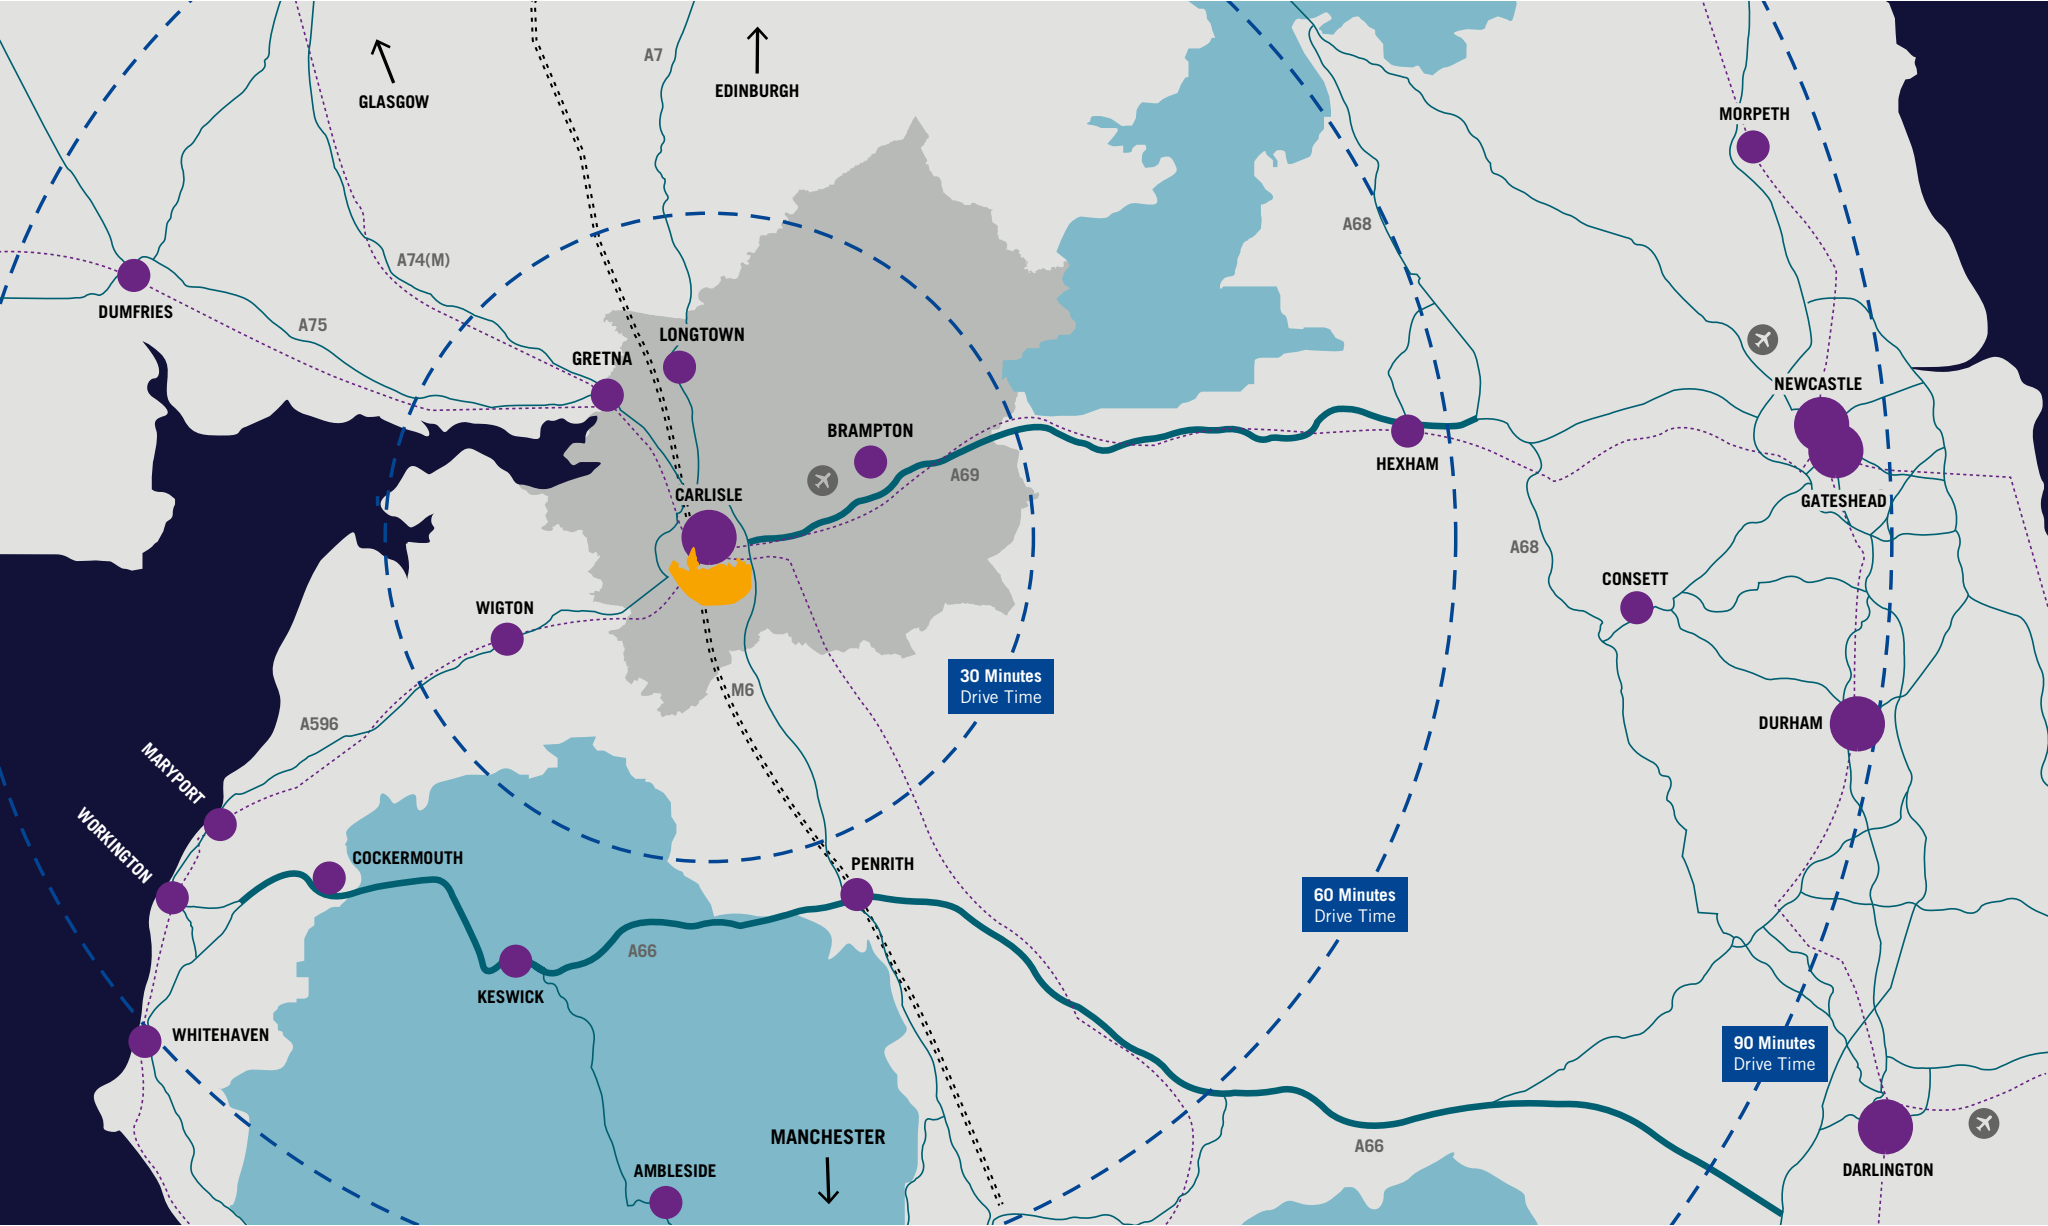 A7
EDINBURGH
GLASGOW
MORPETH
A68
A74(M)
DUMFRIES
A75
LONGTOWN
GRETNA
NEWCASTLE
BRAMPTON
HEXHAM
A69
CARLISLE
GATESHEAD
A68
CONSETT
WIGTON
30 Minutes
Drive Time
M6
A596
DURHAM
MARYPORT
WORKINGTON
COCKERMOUTH
PENRITH
60 Minutes
Drive Time
A66
KESWICK
WHITEHAVEN
90 Minutes
Drive Time
MANCHESTER
A66
AMBLESIDE
DARLINGTON